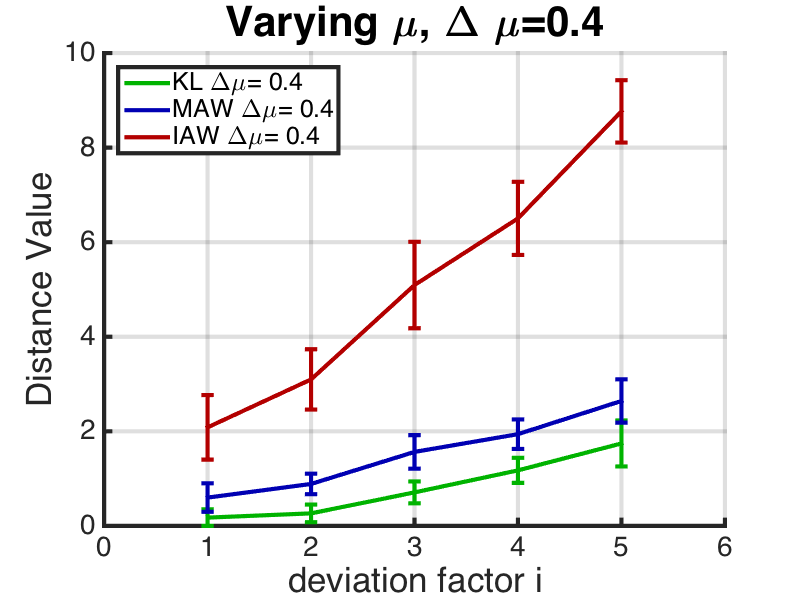 Varying μ, Δ μ=0.4
10
8
6
4
2
0
Distance Value
KL Δμ= 0.4
MAW Δμ= 0.4
IAW Δμ= 0.4
0 1 2 3 4 5 6
deviation factor i